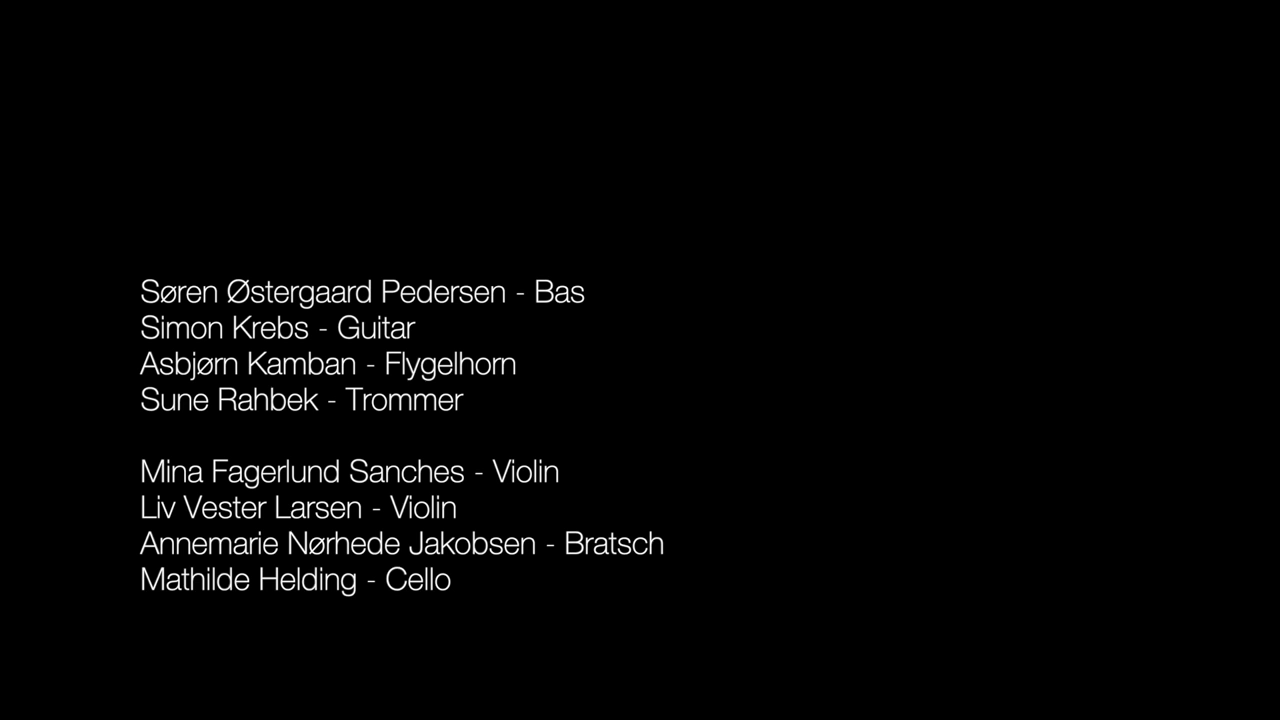 Søren Østergaard Pedersen - Bas
Simon Krebs - Guitar
Asbjørn Kamban - Flygelhorn
Sune Rahbek - Trommer
Mina Fagerlund Sanches - Violin
Liv Vester Larsen - Violin
Annemarie Nørhede Jakobsen - Bratsch
Mathilde Helding - Cello